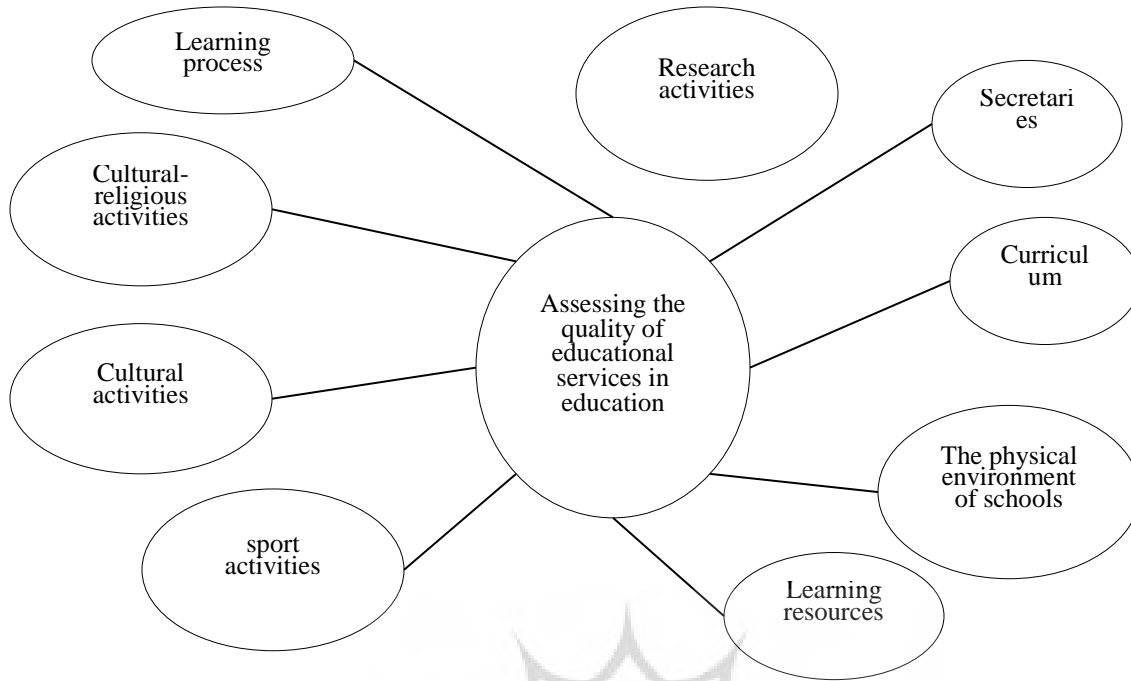 Learning
process
Research
activities
Secretari
es
Cultural-
religious
activities
Curricul
um
Assessing the
quality of
educational
services in
education
Cultural
activities
The physical
environment
of schools
sport
activities
Learning
resources